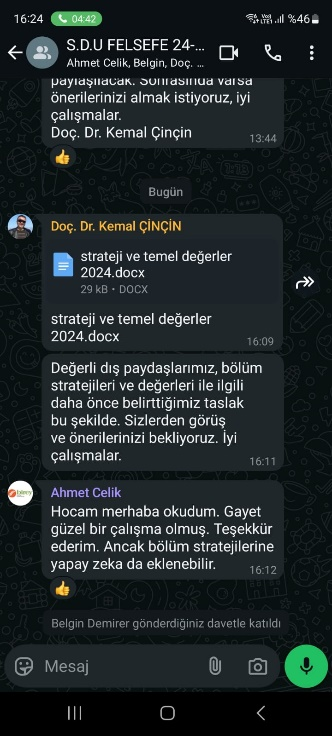 16:24 04:42 %46
S.D.U FELSEFE 24-...
Ahmet Celik, Belgin, Doç. ...
paylaşılacak. Sonrasında varsa
önerilerinizi almak istiyoruz, iyi
çalışmalar.
Doç. Dr. Kemal Çinçin
13:44
Bugün
Doç. Dr. Kemal ÇİNÇİN
strateji ve temel değerler
2024.docx
29 kB • DOCX
strateji ve temel değerler
2024.docx
16:09
Değerli dış paydaşlarımız, bölüm
stratejileri ve değerleri ile ilgili
daha önce belirttiğimiz taslak
bu şekilde. Sizlerden görüş
ve önerilerinizi bekliyoruz. İyi
çalışmalar.
16:11
Ahmet Celik
Hocam merhaba okudum. Gayet
güzel bir çalışma olmuş. Teşekkür
ederim. Ancak bölüm stratejilerine
yapay zeka da eklenebilir.
16:12
Belgin Demirer gönderdiğiniz davetle katıldı
Mesaj